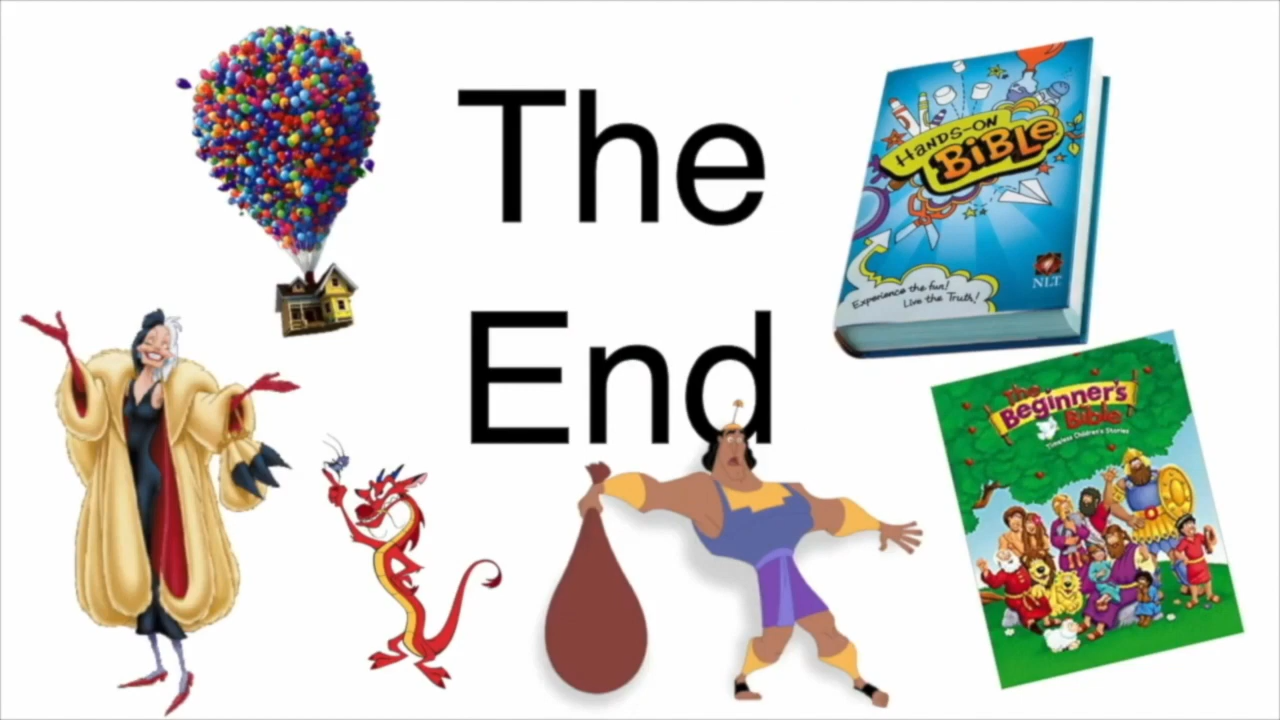 The
End
HANDS-ON
BiBLe
Experience the fun!
Live the Truth!
NLT
The
Beginner's
Bible
Timeless Children's Stories